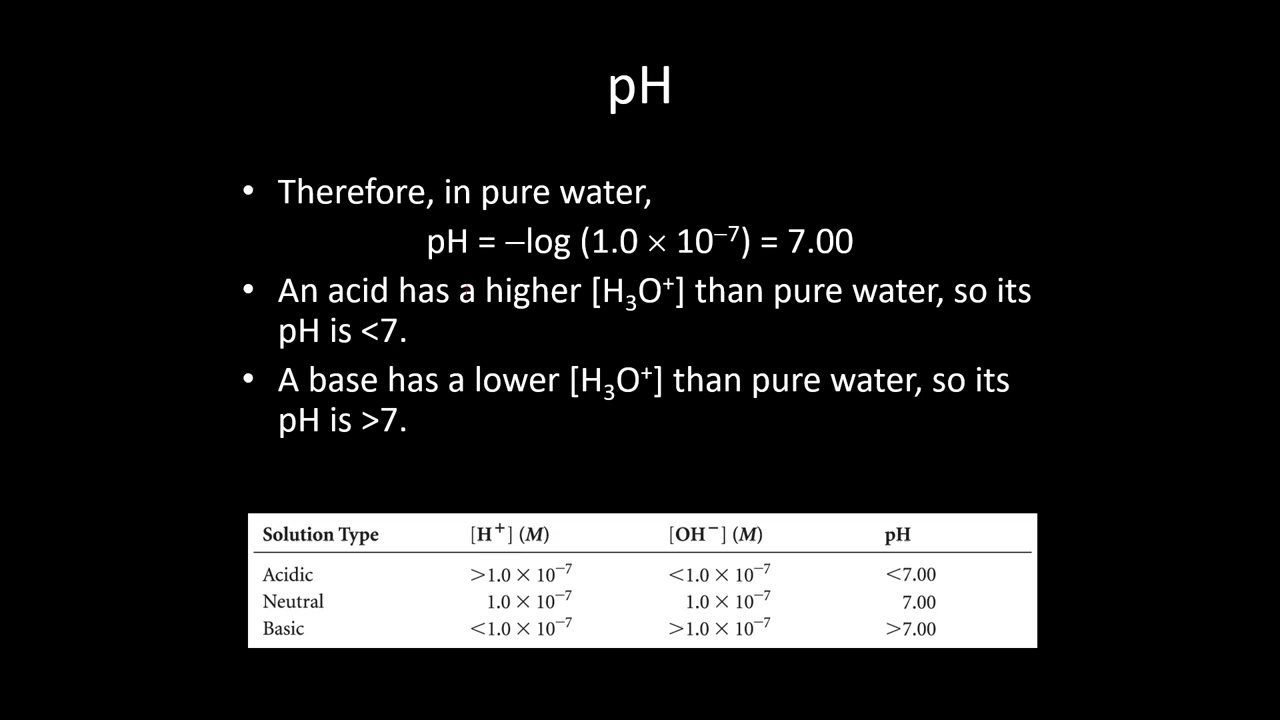 pH
• Therefore, in pure water,
pH = –log (1.0 × 10⁻⁷) = 7.00
• An acid has a higher [H₃O⁺] than pure water, so its
pH is <7.
• A base has a lower [H₃O⁺] than pure water, so its
pH is >7.
Solution Type [H⁺] (M) [OH⁻] (M) pH
Acidic >1.0 × 10⁻⁷ <1.0 × 10⁻⁷ <7.00
Neutral 1.0 × 10⁻⁷ 1.0 × 10⁻⁷ 7.00
Basic <1.0 × 10⁻⁷ >1.0 × 10⁻⁷ >7.00